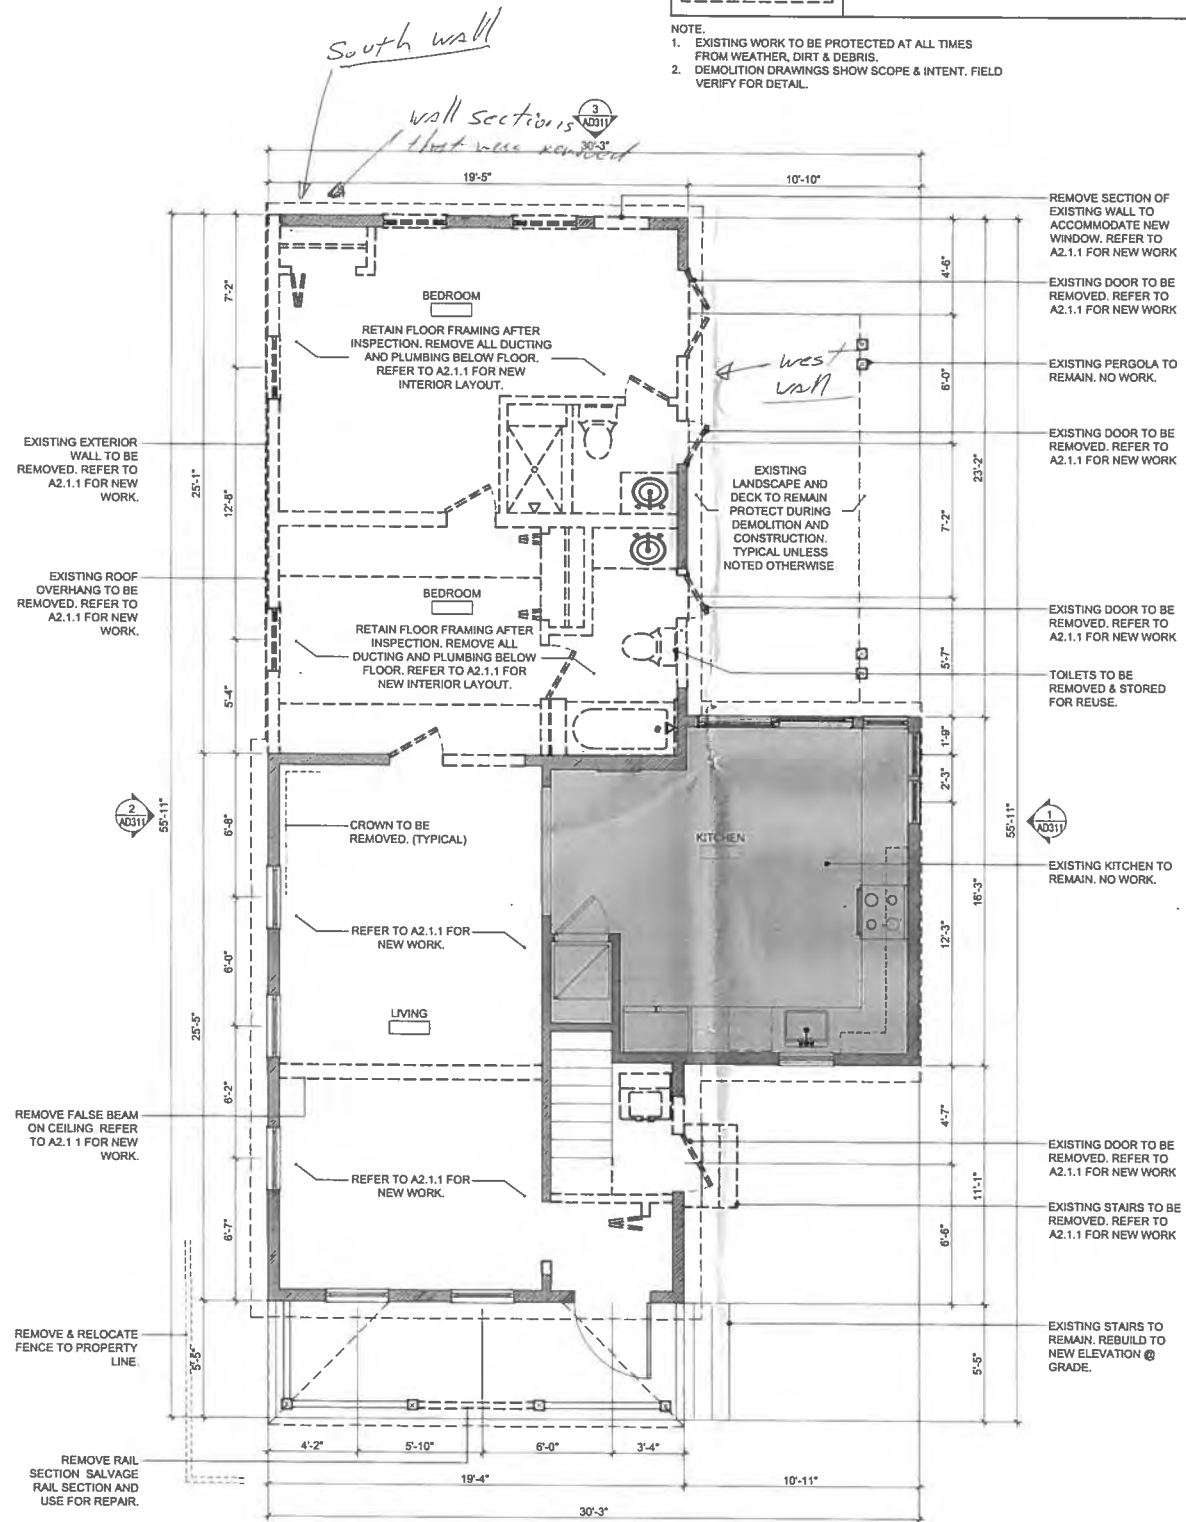 South wall
wall sections
that were removed
NOTE.
1. EXISTING WORK TO BE PROTECTED AT ALL TIMES
FROM WEATHER, DIRT & DEBRIS.
2. DEMOLITION DRAWINGS SHOW SCOPE & INTENT. FIELD
VERIFY FOR DETAIL.
3
AD311
30'-3"
19'-5"
10'-10"
REMOVE SECTION OF
EXISTING WALL TO
ACCOMMODATE NEW
WINDOW. REFER TO
A2.1.1 FOR NEW WORK
EXISTING DOOR TO BE
REMOVED. REFER TO
A2.1.1 FOR NEW WORK
EXISTING PERGOLA TO
REMAIN. NO WORK.
EXISTING DOOR TO BE
REMOVED. REFER TO
A2.1.1 FOR NEW WORK
EXISTING DOOR TO BE
REMOVED. REFER TO
A2.1.1 FOR NEW WORK
TOILETS TO BE
REMOVED & STORED
FOR REUSE.
4'-6"
6'-0"
7'-2"
5'-7"
23'-2"
BEDROOM
RETAIN FLOOR FRAMING AFTER
INSPECTION. REMOVE ALL DUCTING
AND PLUMBING BELOW FLOOR.
REFER TO A2.1.1 FOR NEW
INTERIOR LAYOUT.
west
wall
EXISTING
LANDSCAPE AND
DECK TO REMAIN
PROTECT DURING
DEMOLITION AND
CONSTRUCTION.
TYPICAL UNLESS
NOTED OTHERWISE
7'-2"
12'-8"
5'-4"
25'-1"
EXISTING EXTERIOR
WALL TO BE
REMOVED. REFER TO
A2.1.1 FOR NEW
WORK.
EXISTING ROOF
OVERHANG TO BE
REMOVED. REFER TO
A2.1.1 FOR NEW
WORK.
BEDROOM
RETAIN FLOOR FRAMING AFTER
INSPECTION. REMOVE ALL
DUCTING AND PLUMBING BELOW
FLOOR. REFER TO A2.1.1 FOR
NEW INTERIOR LAYOUT.
2
AD311
55'-11"
6'-8"
6'-0"
6'-2"
6'-7"
25'-5"
CROWN TO BE
REMOVED. (TYPICAL)
REFER TO A2.1.1 FOR
NEW WORK.
LIVING
KITCHEN
1'-9"
2'-3"
12'-3"
16'-3"
55'-11"
1
AD311
EXISTING KITCHEN TO
REMAIN. NO WORK.
REMOVE FALSE BEAM
ON CEILING REFER
TO A2.1 1 FOR NEW
WORK.
REFER TO A2.1.1 FOR
NEW WORK.
4'-7"
6'-6"
11'-1"
EXISTING DOOR TO BE
REMOVED. REFER TO
A2.1.1 FOR NEW WORK
EXISTING STAIRS TO BE
REMOVED. REFER TO
A2.1.1 FOR NEW WORK
REMOVE & RELOCATE
FENCE TO PROPERTY
LINE.
5'-5"
5'-5"
EXISTING STAIRS TO
REMAIN. REBUILD TO
NEW ELEVATION @
GRADE.
REMOVE RAIL
SECTION SALVAGE
RAIL SECTION AND
USE FOR REPAIR.
4'-2"
5'-10"
6'-0"
3'-4"
19'-4"
10'-11"
30'-3"